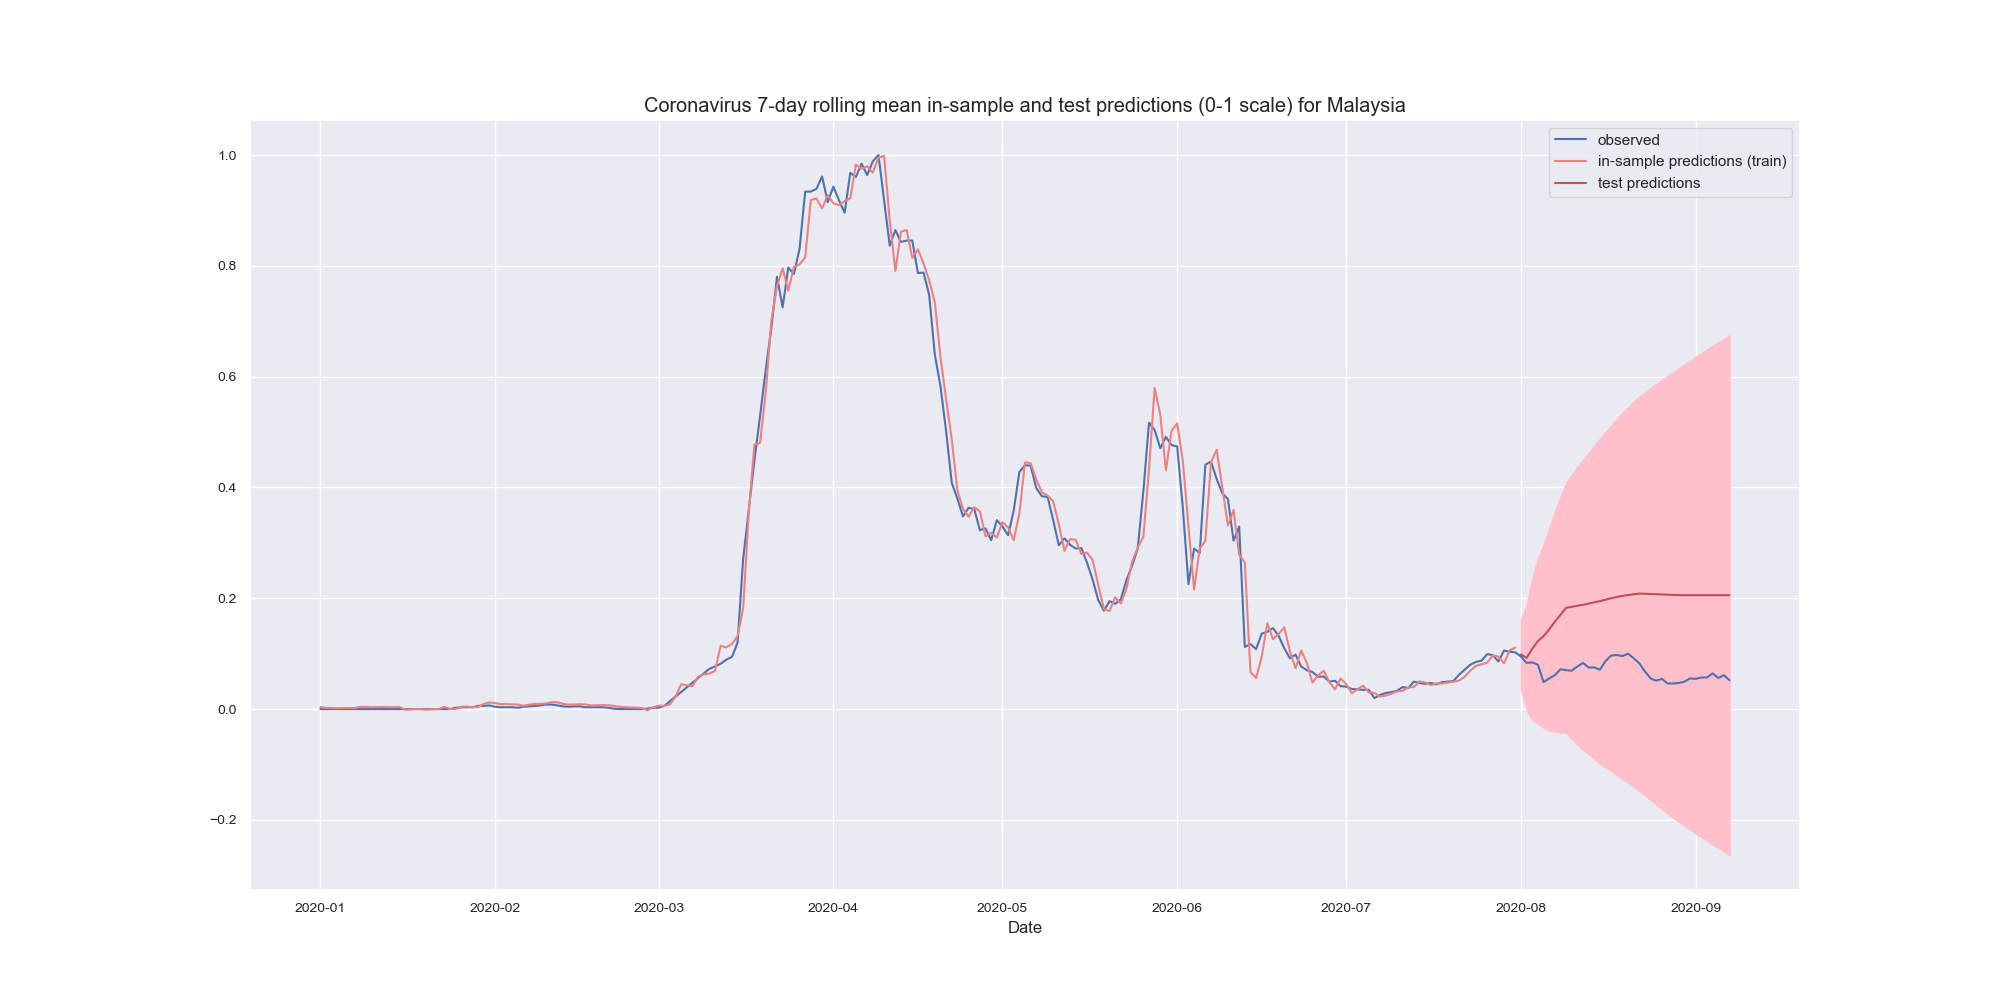 Coronavirus 7-day rolling mean in-sample and test predictions (0-1 scale) for Malaysia
observed
in-sample predictions (train)
test predictions
1.0
0.8
0.6
0.4
0.2
0.0
−0.2
2020-01 2020-02 2020-03 2020-04 2020-05 2020-06 2020-07 2020-08 2020-09
Date